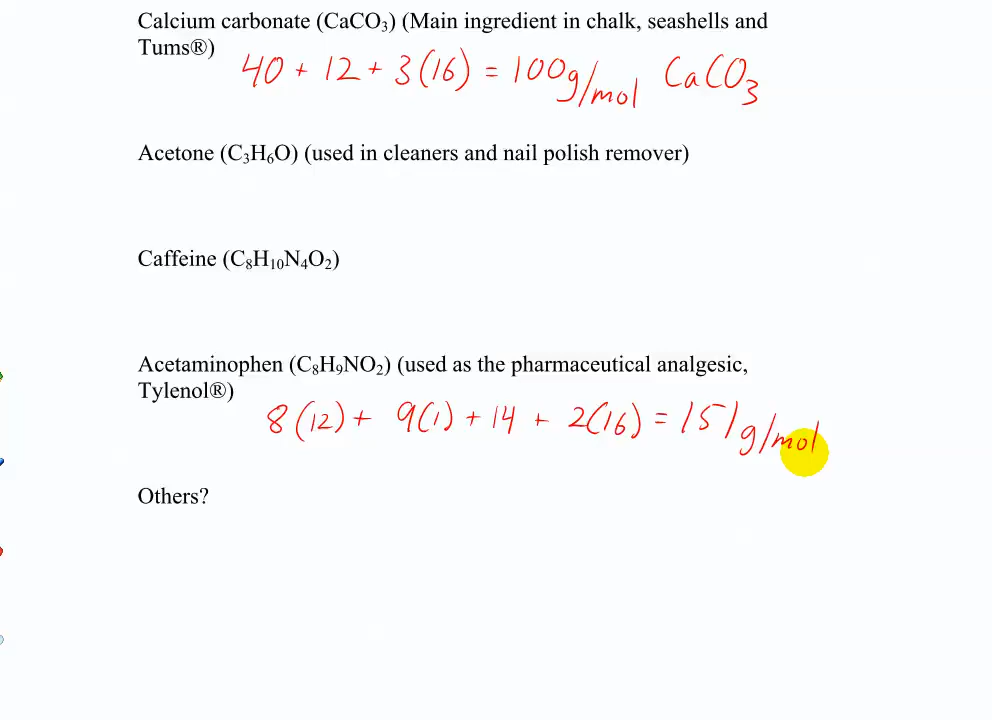 Calcium carbonate (CaCO₃) (Main ingredient in chalk, seashells and
Tums®)
40 + 12 + 3(16) = 100g/mol CaCO₃
Acetone (C₃H₆O) (used in cleaners and nail polish remover)
Caffeine (C₈H₁₀N₄O₂)
Acetaminophen (C₈H₉NO₂) (used as the pharmaceutical analgesic,
Tylenol®)
8(12) + 9(1) + 14 + 2(16) = 151g/mol
Others?